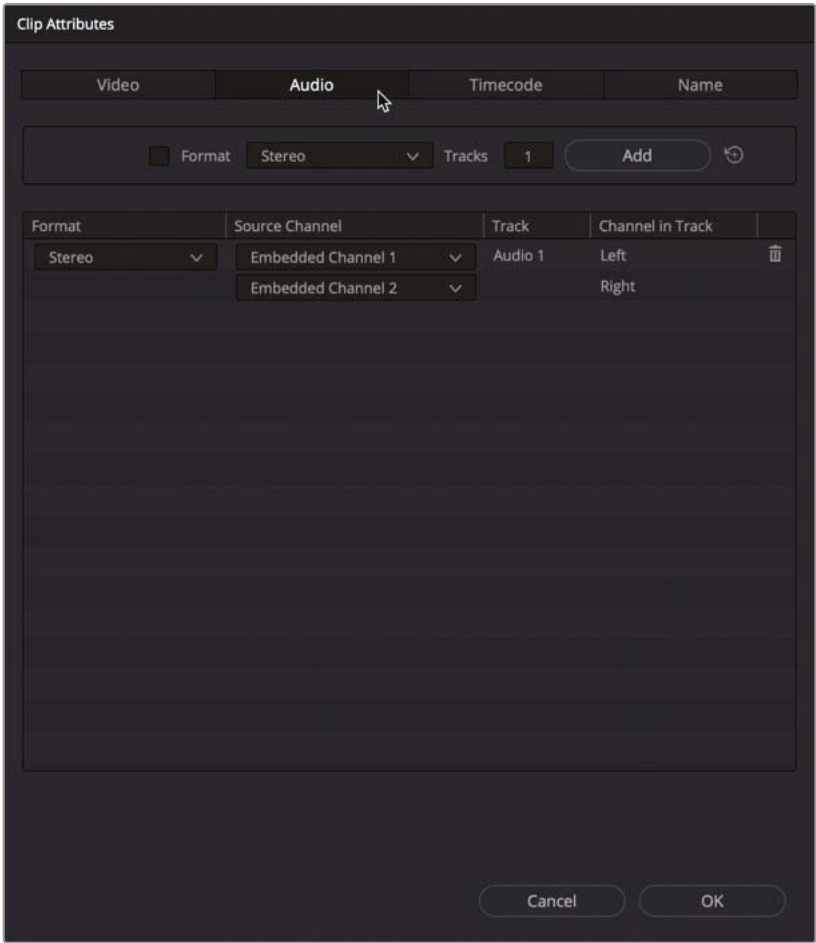 Clip Attributes
Video Audio Timecode Name
Format Stereo Tracks 1 Add
Format Source Channel Track Channel in Track
Stereo Embedded Channel 1 Audio 1 Left
Embedded Channel 2 Right
Cancel OK